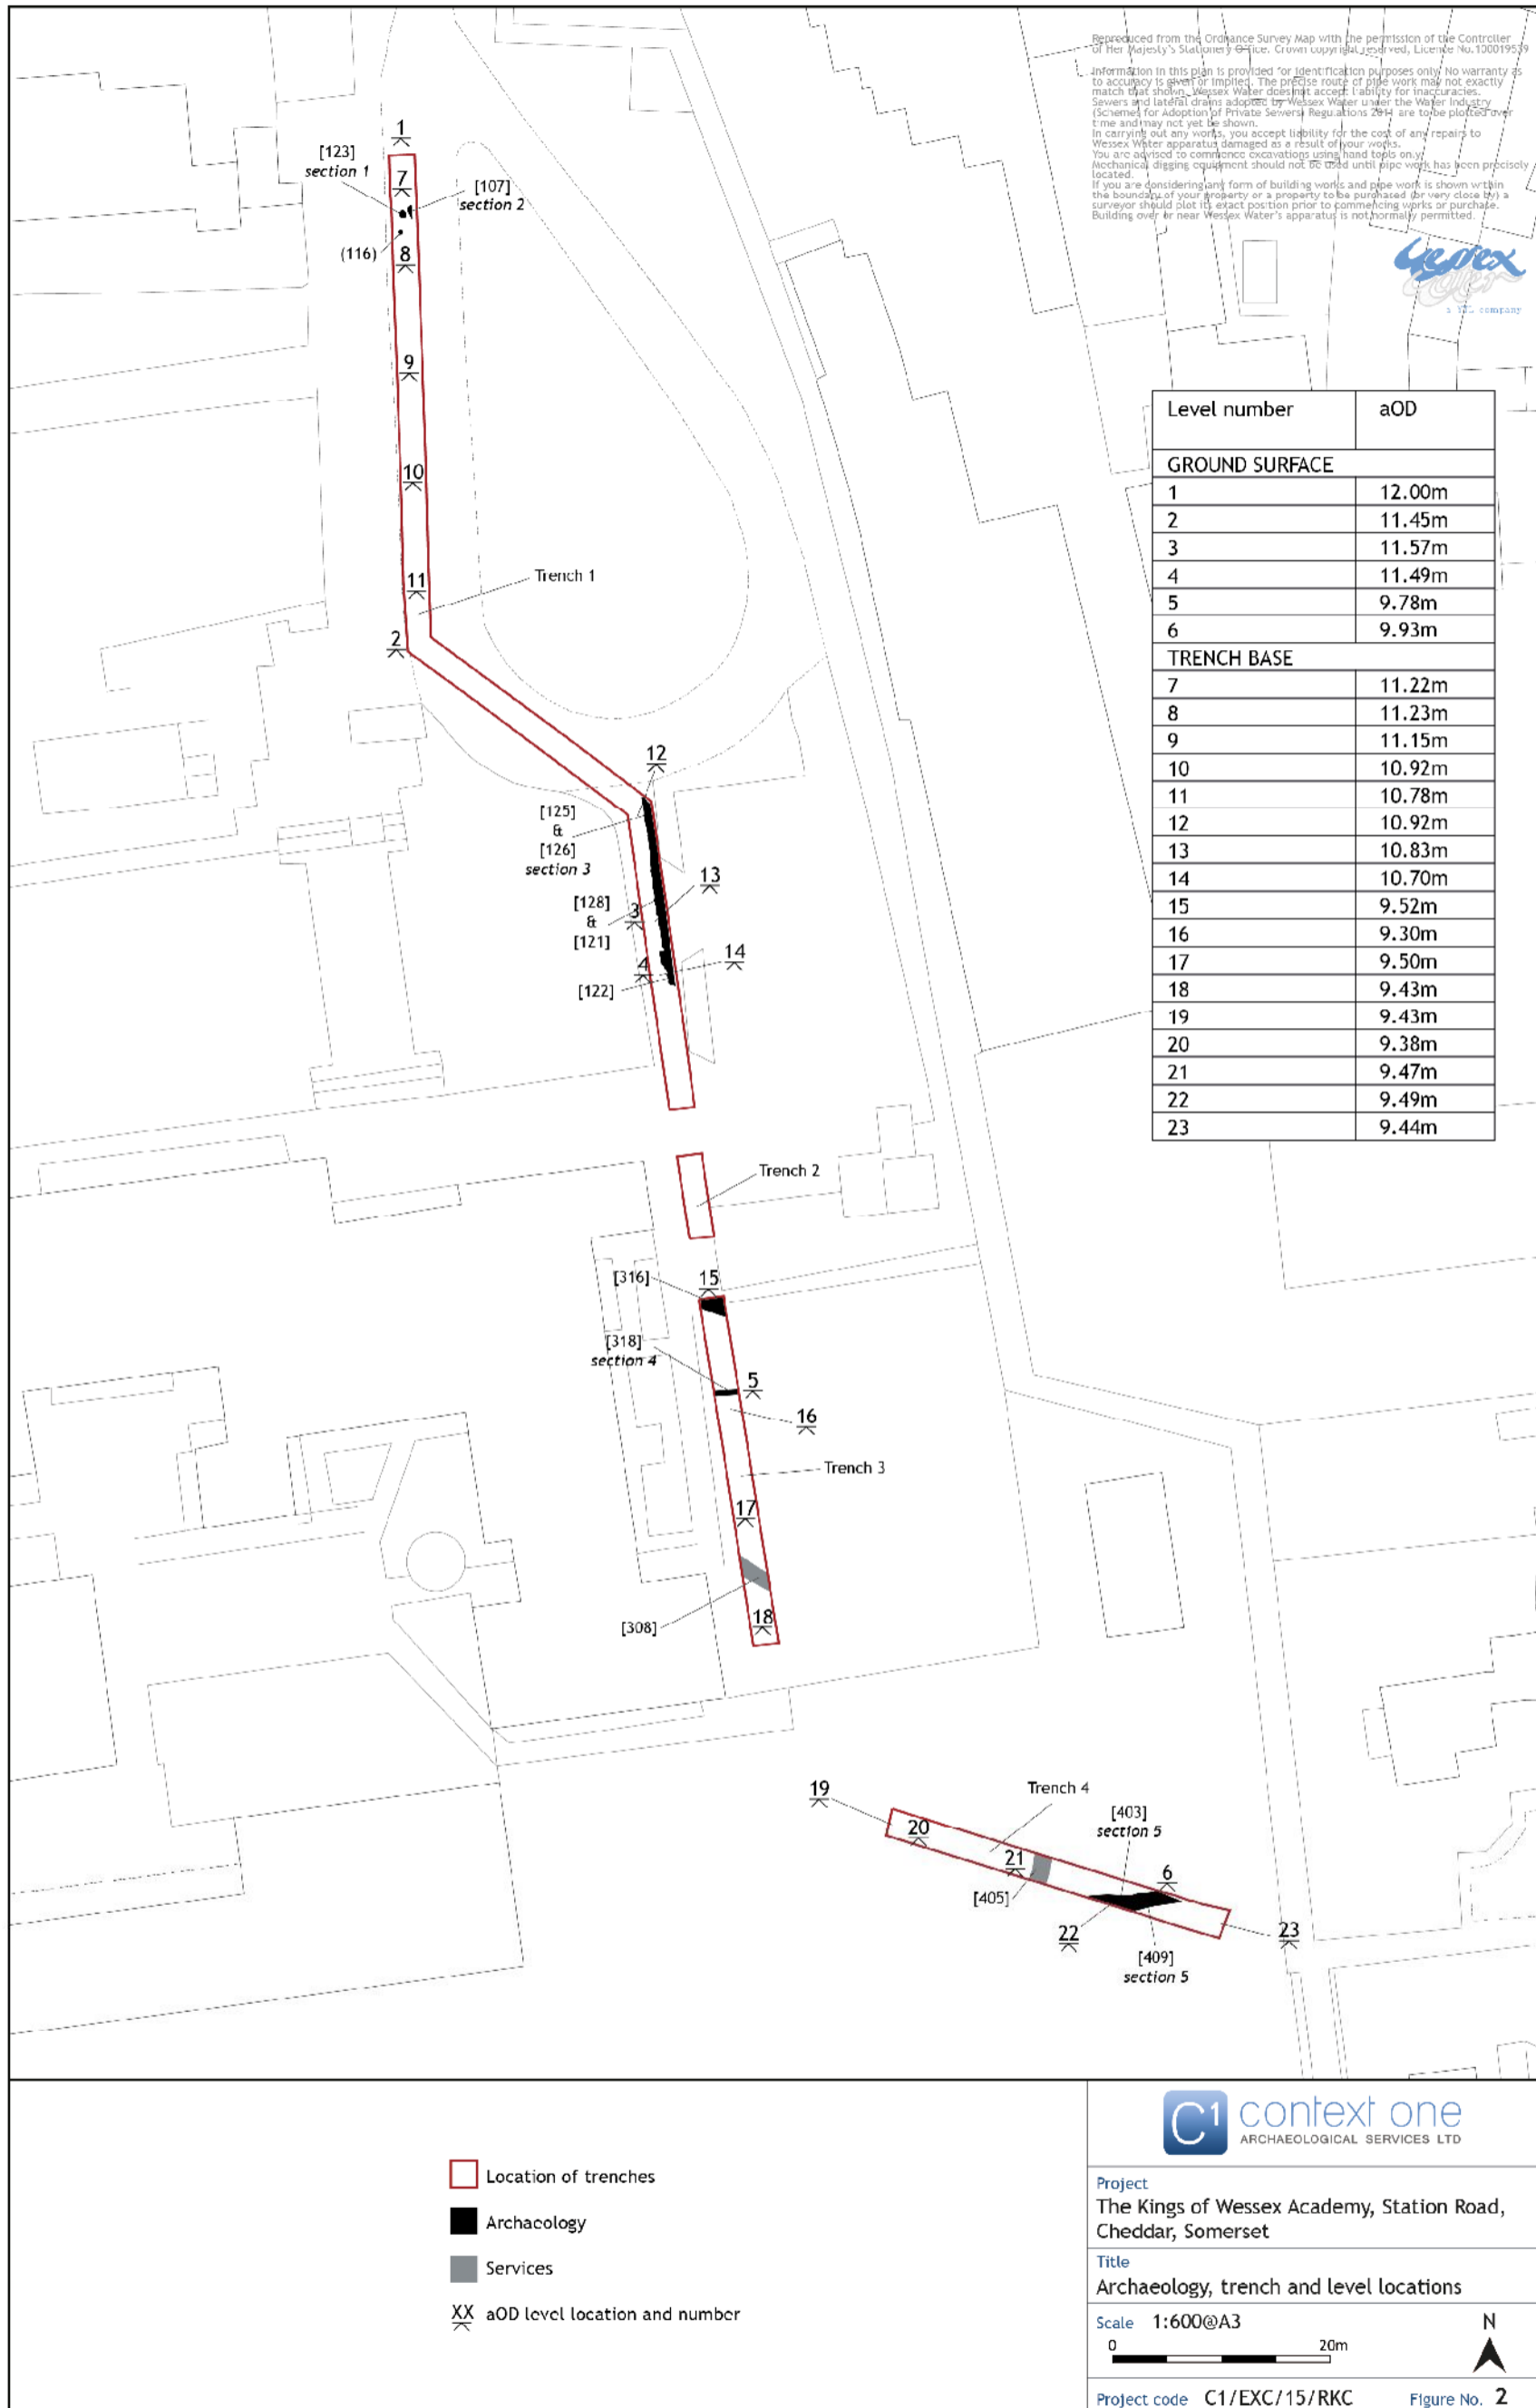 Reproduced from the Ordnance Survey Map with the permission of the Controller
of Her Majesty's Stationery Office. Crown copyright reserved, Licence No.100019539
Information in this plan is provided for identification purposes only. No warranty as
to accuracy is given or implied. The precise route of pipe work may not exactly
match that shown. Wessex Water does not accept liability for inaccuracies.
Sewers and lateral drains adopted by Wessex Water under the Water Industry
(Schemes for Adoption of Private Sewers) Regulations 2011 are to be plotted over
time and may not yet be shown.
In carrying out any works, you accept liability for the cost of any repairs to
Wessex Water apparatus damaged as a result of your works.
You are advised to commence excavations using hand tools only.
Mechanical digging equipment should not be used until pipe work has been precisely
located.
If you are considering any form of building works and pipe work is shown within
the boundary of your property or a property to be purchased (or very close by) a
surveyor should plot its exact position prior to commencing works or purchase.
Building over or near Wessex Water's apparatus is not normally permitted.
Wessex
Water
a YTL company
1
[123]
section 1
7
[107]
section 2
(116)
8
9
10
11
Trench 1
2
12
[125]
&
[126]
section 3
13
[128]
&
[121]
3
14
4
[122]
Trench 2
[316]
15
[318]
section 4
5
16
Trench 3
17
[308]
18
19
Trench 4
20
[403]
section 5
21
6
[405]
22
23
[409]
section 5
Level number aOD
GROUND SURFACE
1 12.00m
2 11.45m
3 11.57m
4 11.49m
5 9.78m
6 9.93m
TRENCH BASE
7 11.22m
8 11.23m
9 11.15m
10 10.92m
11 10.78m
12 10.92m
13 10.83m
14 10.70m
15 9.52m
16 9.30m
17 9.50m
18 9.43m
19 9.43m
20 9.38m
21 9.47m
22 9.49m
23 9.44m
Location of trenches
Archaeology
Services
XX aOD level location and number
C1 context one
ARCHAEOLOGICAL SERVICES LTD
Project
The Kings of Wessex Academy, Station Road,
Cheddar, Somerset
Title
Archaeology, trench and level locations
Scale 1:600@A3
N
0 20m
Project code C1/EXC/15/RKC Figure No. 2